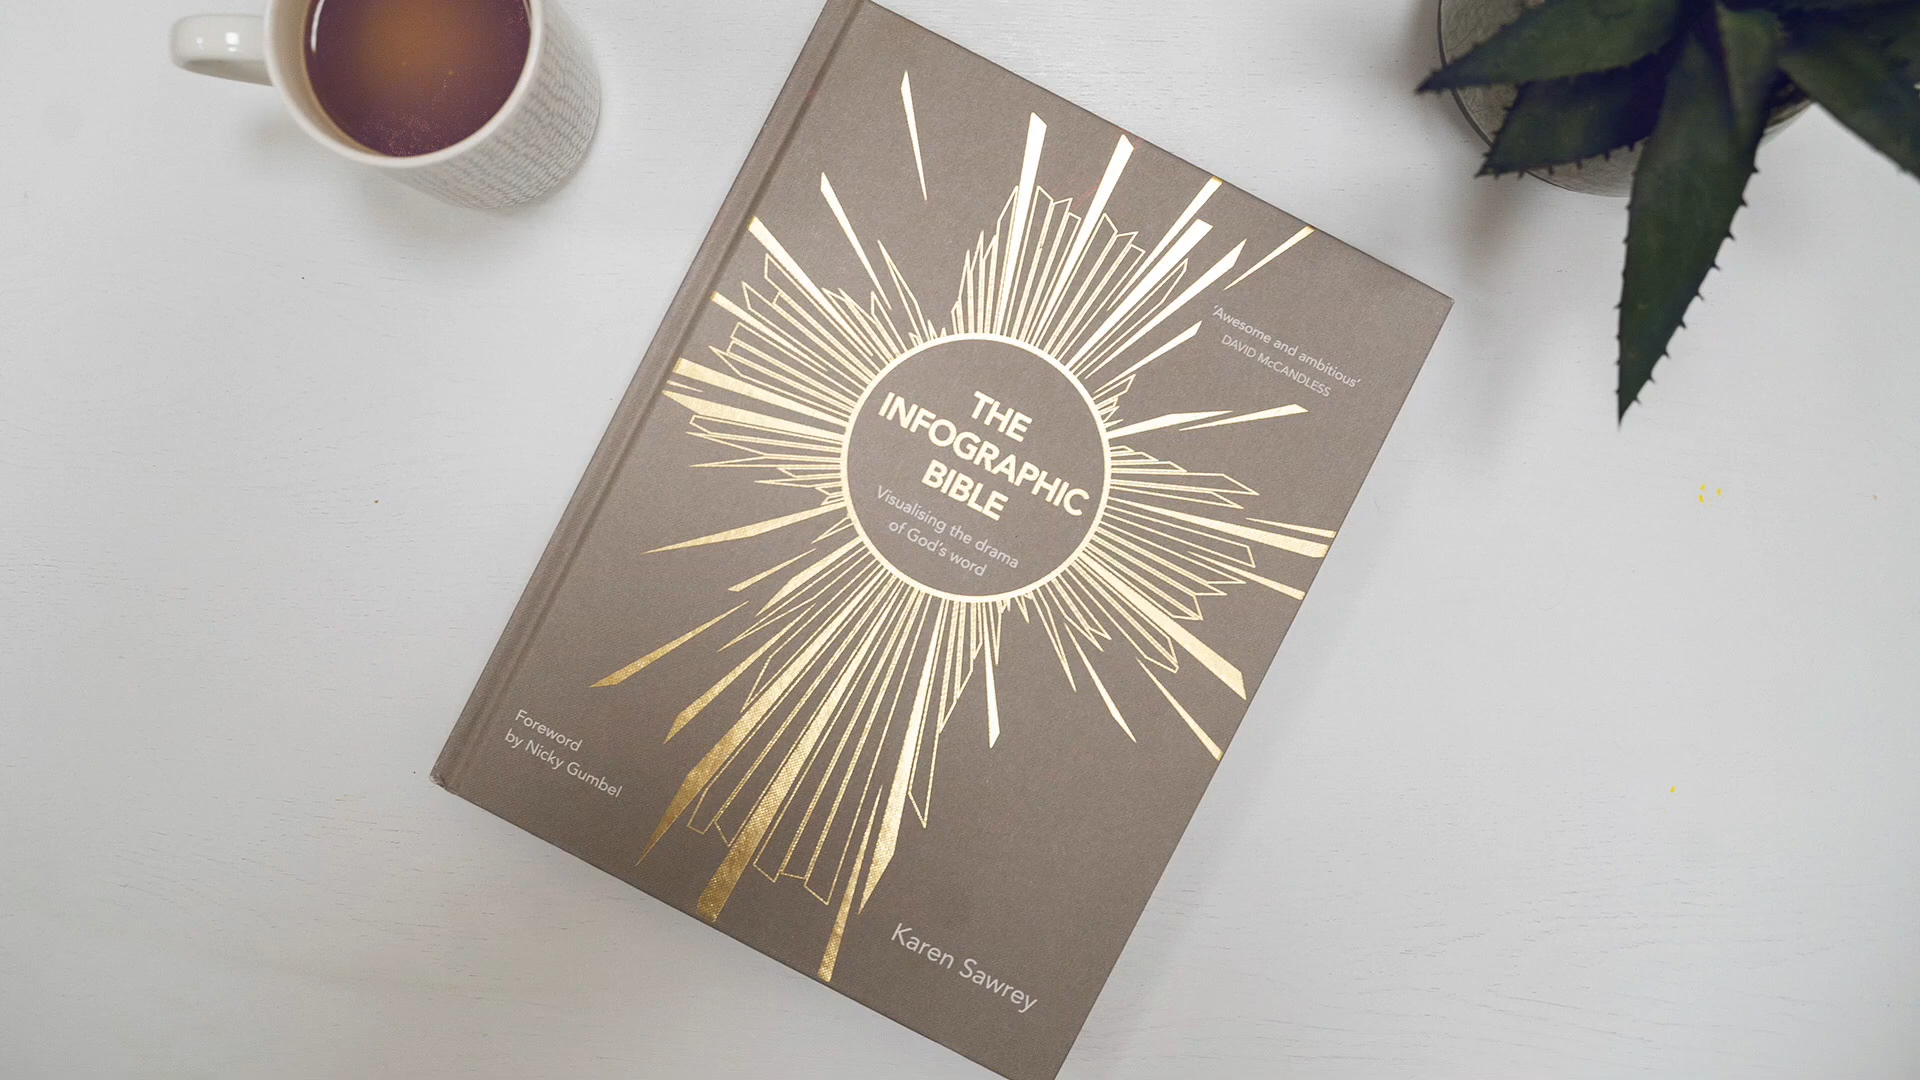 'Awesome and ambitious'
DAVID McCANDLESS
THE
INFOGRAPHIC
BIBLE
Visualising the drama
of God's word
Foreword
by Nicky Gumbel
Karen Sawrey